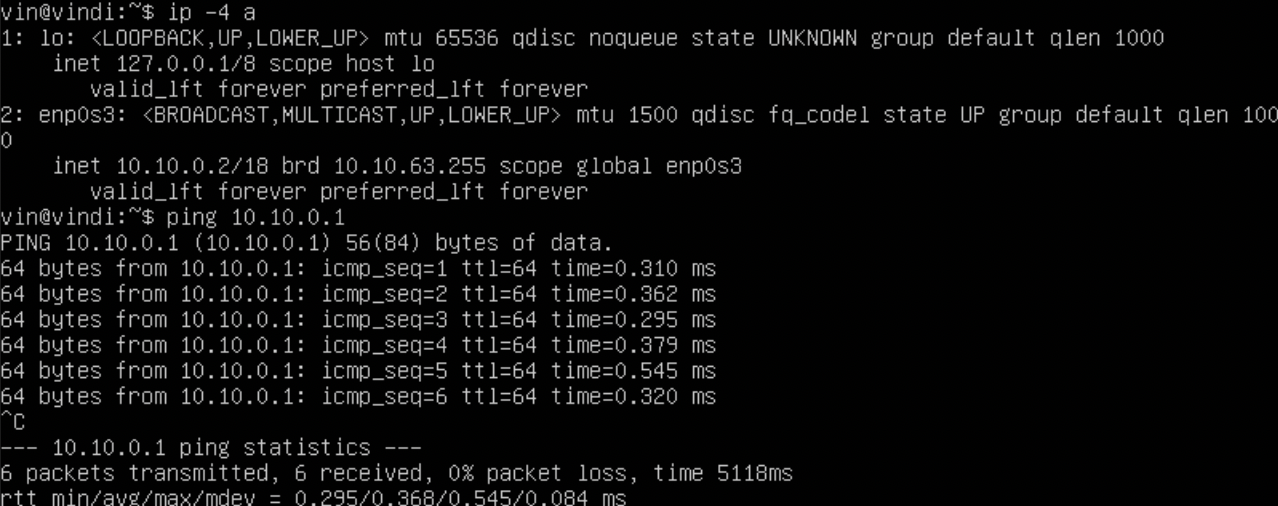 vin@vindi:~$ ip -4 a
1: lo: <LOOPBACK,UP,LOWER_UP> mtu 65536 qdisc noqueue state UNKNOWN group default qlen 1000
    inet 127.0.0.1/8 scope host lo
       valid_lft forever preferred_lft forever
2: enp0s3: <BROADCAST,MULTICAST,UP,LOWER_UP> mtu 1500 qdisc fq_codel state UP group default qlen 100
0
    inet 10.10.0.2/18 brd 10.10.63.255 scope global enp0s3
       valid_lft forever preferred_lft forever
vin@vindi:~$ ping 10.10.0.1
PING 10.10.0.1 (10.10.0.1) 56(84) bytes of data.
64 bytes from 10.10.0.1: icmp_seq=1 ttl=64 time=0.310 ms
64 bytes from 10.10.0.1: icmp_seq=2 ttl=64 time=0.362 ms
64 bytes from 10.10.0.1: icmp_seq=3 ttl=64 time=0.295 ms
64 bytes from 10.10.0.1: icmp_seq=4 ttl=64 time=0.379 ms
64 bytes from 10.10.0.1: icmp_seq=5 ttl=64 time=0.545 ms
64 bytes from 10.10.0.1: icmp_seq=6 ttl=64 time=0.320 ms
^C
--- 10.10.0.1 ping statistics ---
6 packets transmitted, 6 received, 0% packet loss, time 5118ms
rtt min/avg/max/mdev = 0.295/0.368/0.545/0.084 ms